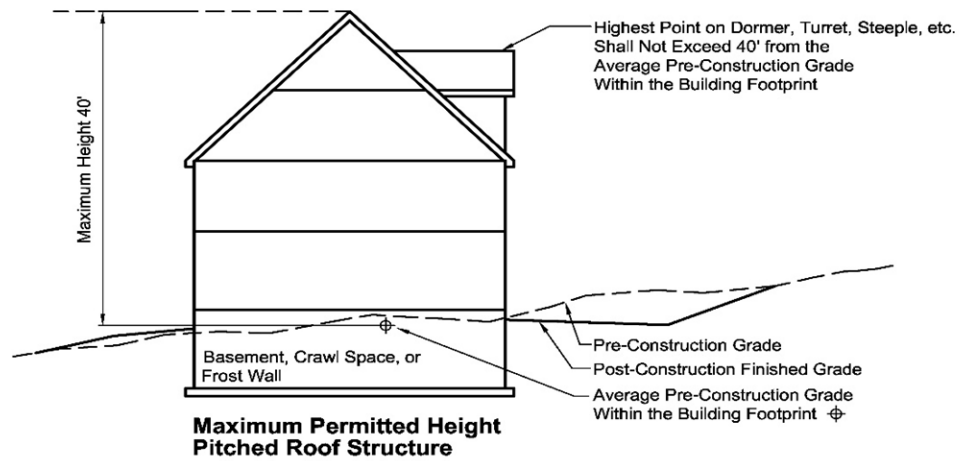 Highest Point on Dormer, Turret, Steeple, etc.
Shall Not Exceed 40' from the
Average Pre-Construction Grade
Within the Building Footprint
Maximum Height 40'
Pre-Construction Grade
Post-Construction Finished Grade
Basement, Crawl Space, or
Frost Wall
Average Pre-Construction Grade
Within the Building Footprint
Maximum Permitted Height
Pitched Roof Structure